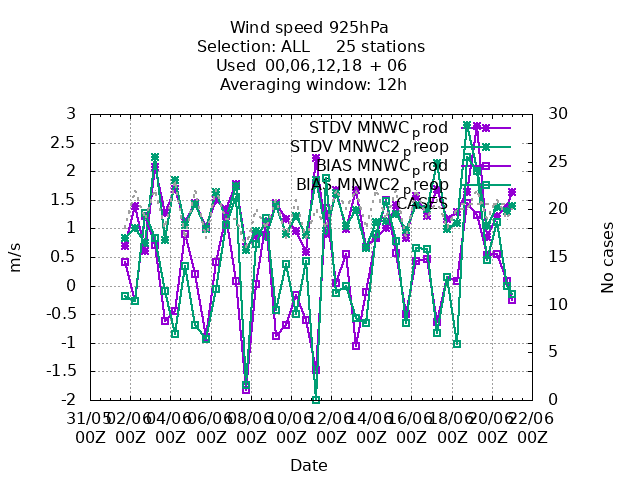 Wind speed 925hPa
Selection: ALL     25 stations
Used  00,06,12,18 + 06
Averaging window: 12h
3 30
2.5 25
2 20
1.5 15
1 10
0.5 5
0 0
-0.5
-1
-1.5
-2
STDV MNWCprod
STDV MNWC2preop
BIAS MNWCprod
BIAS MNWC2preop
CASES
m/s
No cases
31/05 02/06 04/06 06/06 08/06 10/06 12/06 14/06 16/06 18/06 20/06 22/06
00Z 00Z 00Z 00Z 00Z 00Z 00Z 00Z 00Z 00Z 00Z 00Z
Date